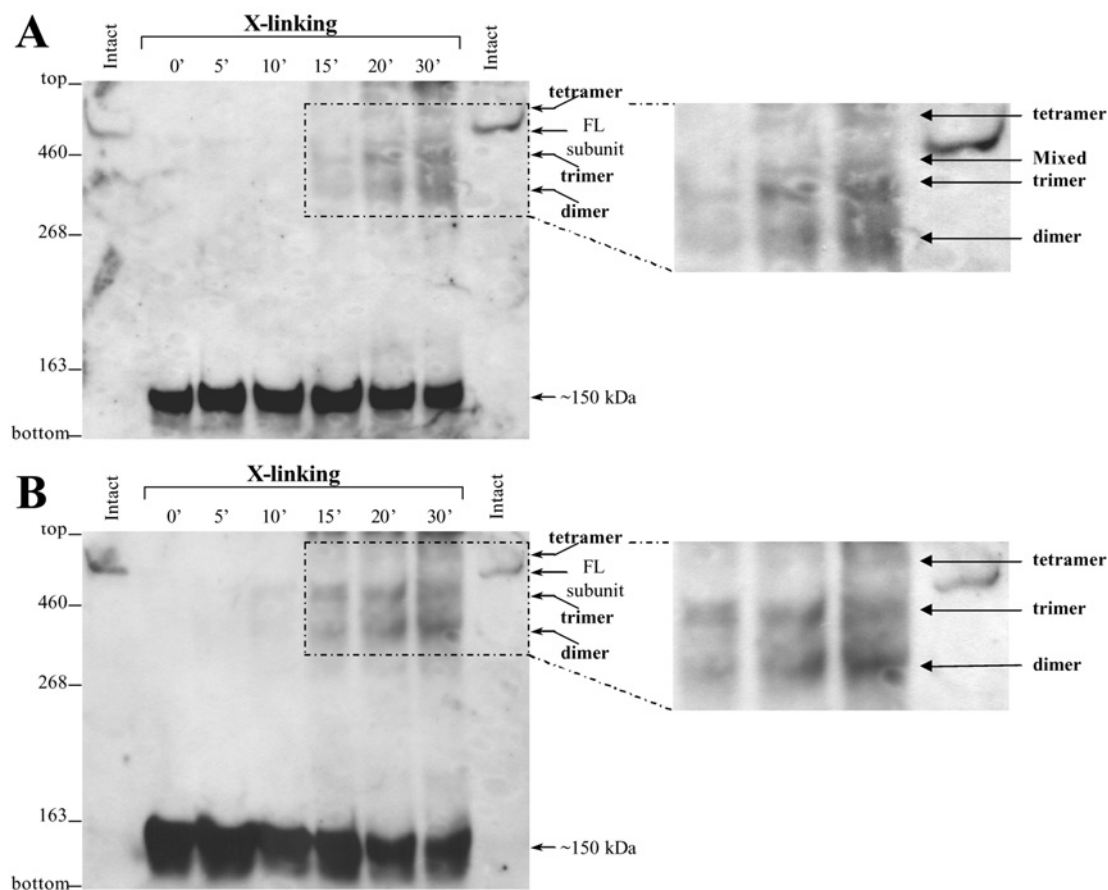 A
X-linking
Intact
0’ 5’ 10’ 15’ 20’ 30’
Intact
top
460
268
163
bottom
tetramer
FL
subunit
trimer
dimer
~150 kDa
tetramer
Mixed
trimer
dimer
B
X-linking
Intact
0’ 5’ 10’ 15’ 20’ 30’
Intact
top
460
268
163
bottom
tetramer
FL
subunit
trimer
dimer
~150 kDa
tetramer
trimer
dimer